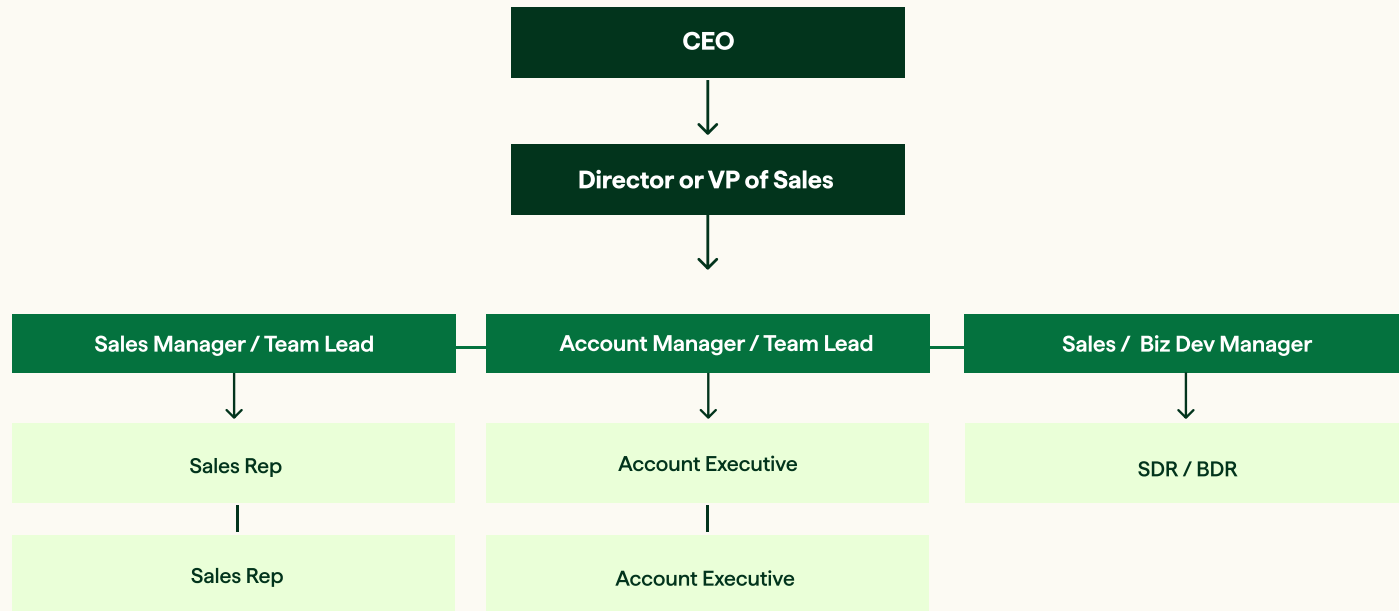 CEO
Director or VP of Sales
Sales Manager / Team Lead
Account Manager / Team Lead
Sales / Biz Dev Manager
Sales Rep
Account Executive
SDR / BDR
Sales Rep
Account Executive